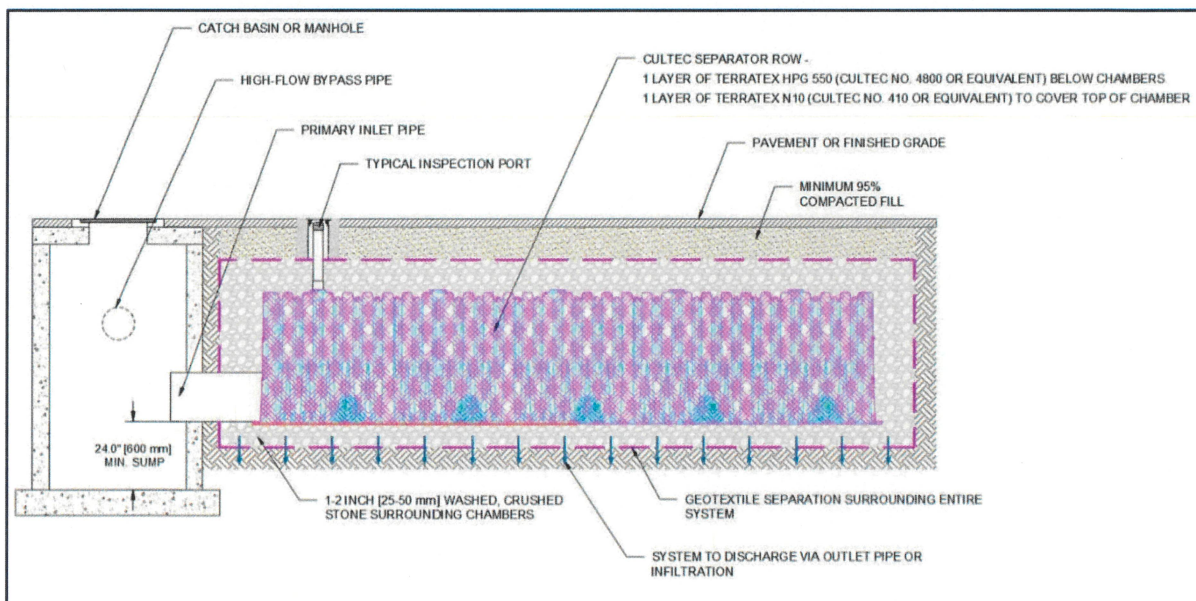 CATCH BASIN OR MANHOLE
HIGH-FLOW BYPASS PIPE
PRIMARY INLET PIPE
TYPICAL INSPECTION PORT
CULTEC SEPARATOR ROW -
1 LAYER OF TERRATEX HPG 550 (CULTEC NO. 4800 OR EQUIVALENT) BELOW CHAMBERS
1 LAYER OF TERRATEX N10 (CULTEC NO. 410 OR EQUIVALENT) TO COVER TOP OF CHAMBER
PAVEMENT OR FINISHED GRADE
MINIMUM 95%
COMPACTED FILL
24.0" [600 mm]
MIN. SUMP
1-2 INCH [25-50 mm] WASHED, CRUSHED
STONE SURROUNDING CHAMBERS
GEOTEXTILE SEPARATION SURROUNDING ENTIRE
SYSTEM
SYSTEM TO DISCHARGE VIA OUTLET PIPE OR
INFILTRATION